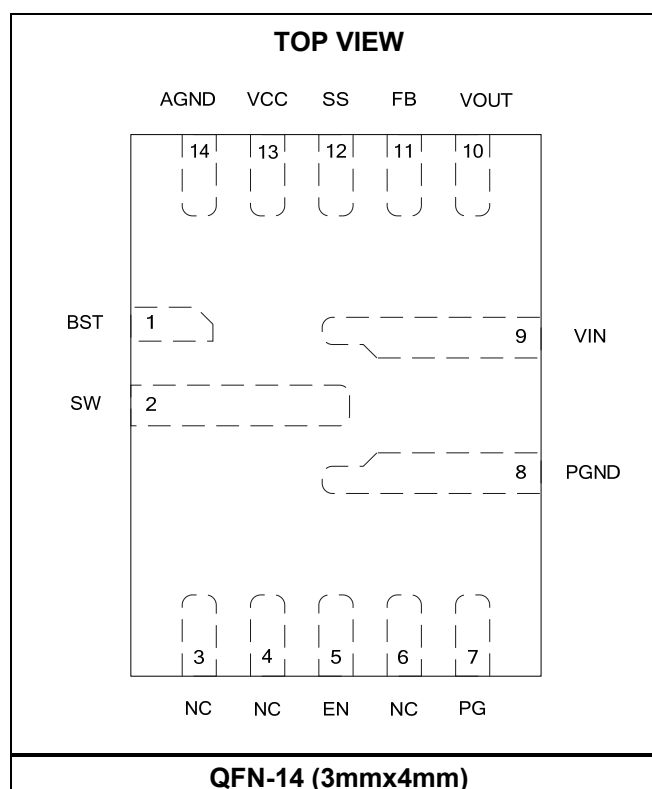 TOP VIEW
AGND VCC SS FB VOUT
14 13 12 11 10
BST 1
9 VIN
SW 2
8 PGND
3 4 5 6 7
NC NC EN NC PG
QFN-14 (3mmx4mm)